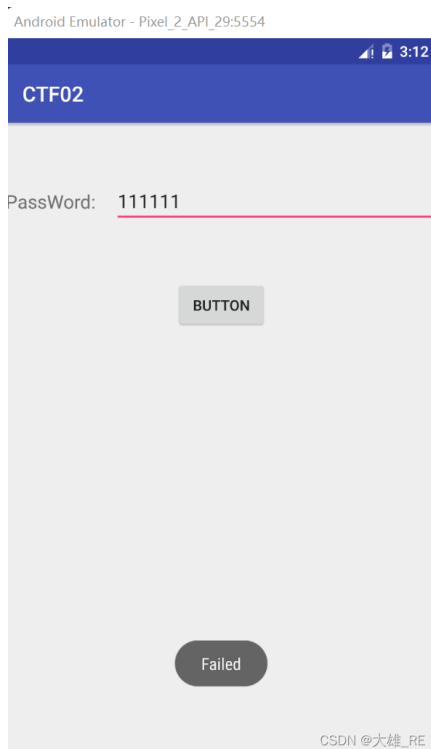 Android Emulator - Pixel_2_API_29:5554
3:12
CTF02
PassWord: 111111
BUTTON
Failed
CSDN @大雄_RE